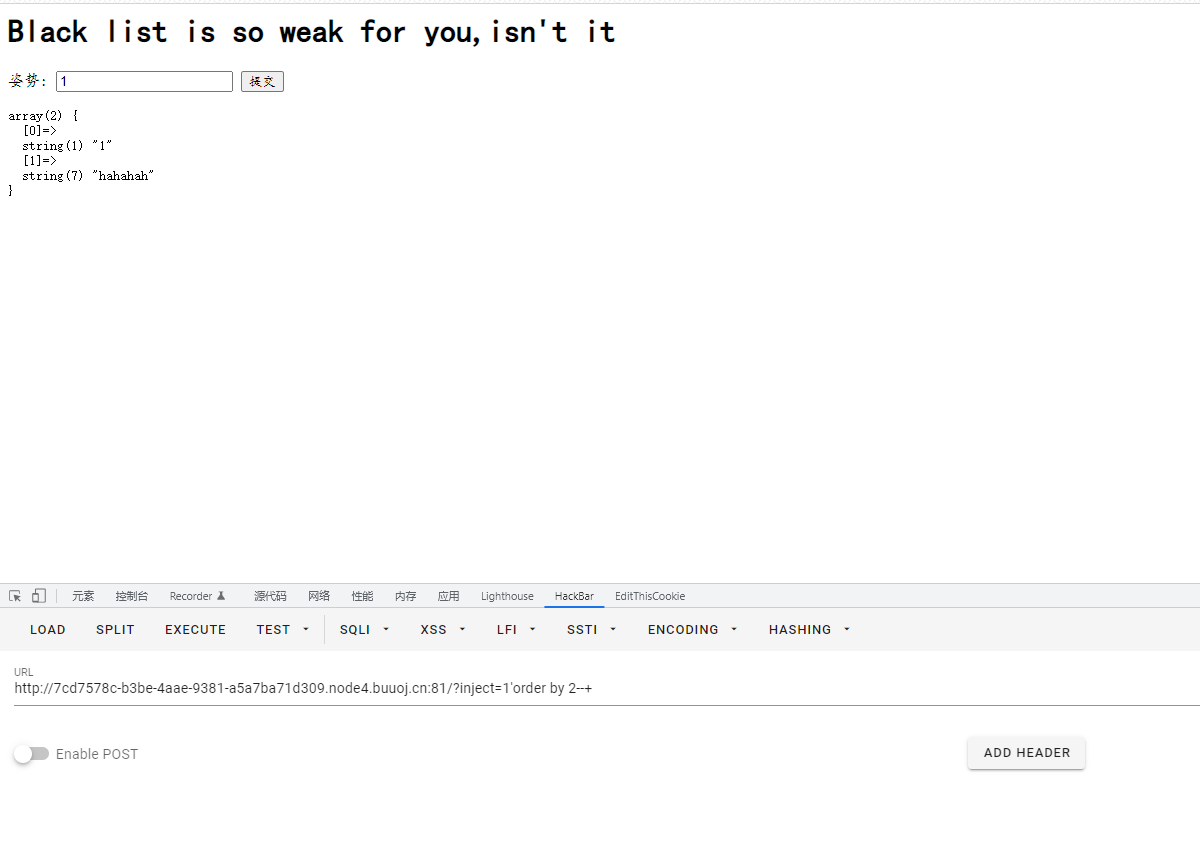 Black list is so weak for you,isn't it
姿势: 1 提交
array(2) {
  [0]=>
  string(1) "1"
  [1]=>
  string(7) "hahahah"
}
元素 控制台 Recorder 源代码 网络 性能 内存 应用 Lighthouse HackBar EditThisCookie
LOAD SPLIT EXECUTE TEST SQLI XSS LFI SSTI ENCODING HASHING
URL
http://7cd7578c-b3be-4aae-9381-a5a7ba71d309.node4.buuoj.cn:81/?inject=1'order by 2--+
Enable POST ADD HEADER